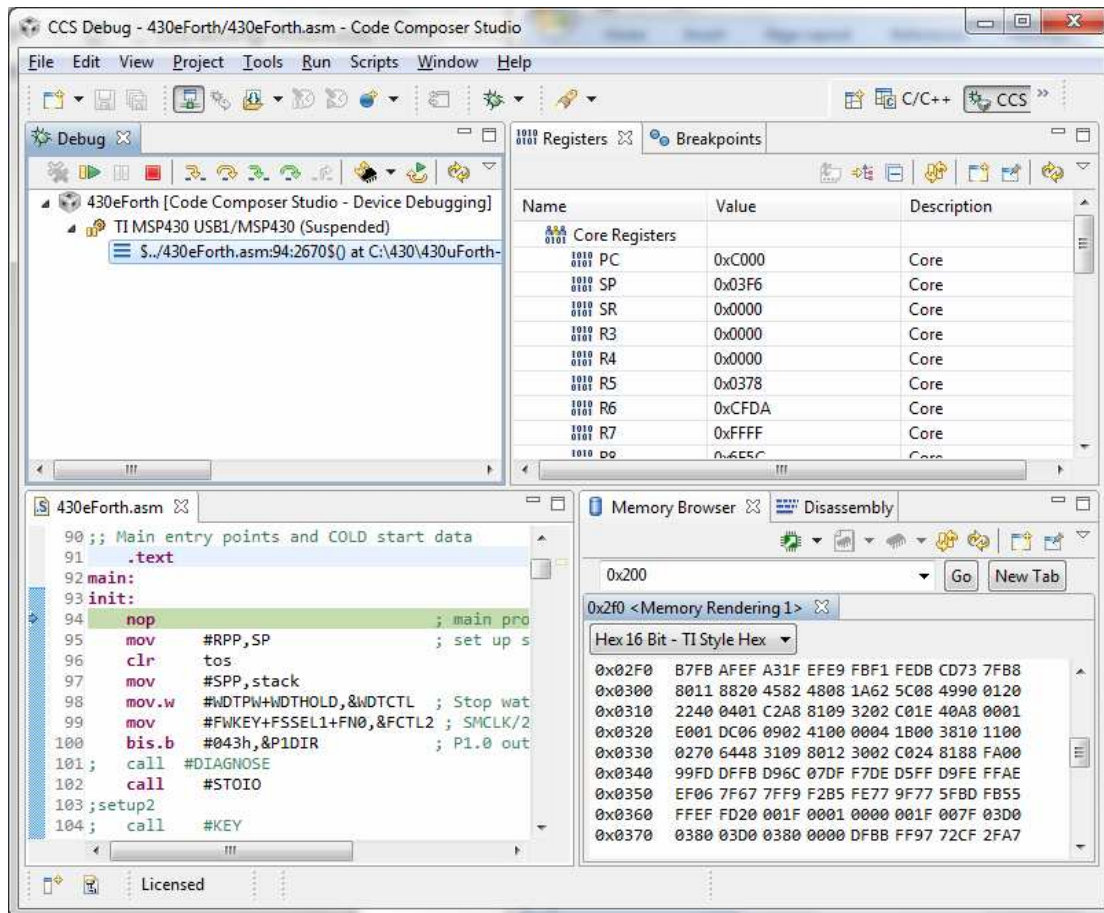 CCS Debug - 430eForth/430eForth.asm - Code Composer Studio
File Edit View Project Tools Run Scripts Window Help
C/C++ CCS »
Debug
430eForth [Code Composer Studio - Device Debugging]
TI MSP430 USB1/MSP430 (Suspended)
$../430eForth.asm:94:2670$() at C:\430\430uForth-
Registers Breakpoints
Name Value Description
Core Registers
PC 0xC000 Core
SP 0x03F6 Core
SR 0x0000 Core
R3 0x0000 Core
R4 0x0000 Core
R5 0x0378 Core
R6 0xCFDA Core
R7 0xFFFF Core
430eForth.asm
90 ;; Main entry points and COLD start data
91 .text
92 main:
93 init:
94 nop ; main pro
95 mov #RPP,SP ; set up s
96 clr tos
97 mov #SPP,stack
98 mov.w #WDTPW+WDTHOLD,&WDTCTL ; Stop wat
99 mov #FWKEY+FSSEL1+FN0,&FCTL2 ; SMCLK/2
100 bis.b #043h,&P1DIR ; P1.0 out
101 ; call #DIAGNOSE
102 call #STOIO
103 ;setup2
104 ; call #KEY
Memory Browser Disassembly
0x200 Go New Tab
0x2f0 <Memory Rendering 1>
Hex 16 Bit - TI Style Hex
0x02F0 B7FB AFEF A31F EFE9 FBF1 FEDB CD73 7FB8
0x0300 8011 8820 4582 4808 1A62 5C08 4990 0120
0x0310 2240 0401 C2A8 8109 3202 C01E 40A8 0001
0x0320 E001 DC06 0902 4100 0004 1B00 3810 1100
0x0330 0270 6448 3109 8012 3002 C024 8188 FA00
0x0340 99FD DFFB D96C 07DF F7DE D5FF D9FE FFAE
0x0350 EF06 7F67 7FF9 F2B5 FE77 9F77 5FBD FB55
0x0360 FFEF FD20 001F 0001 0000 001F 007F 03D0
0x0370 0380 03D0 0380 0000 DFBB FF97 72CF 2FA7
Licensed